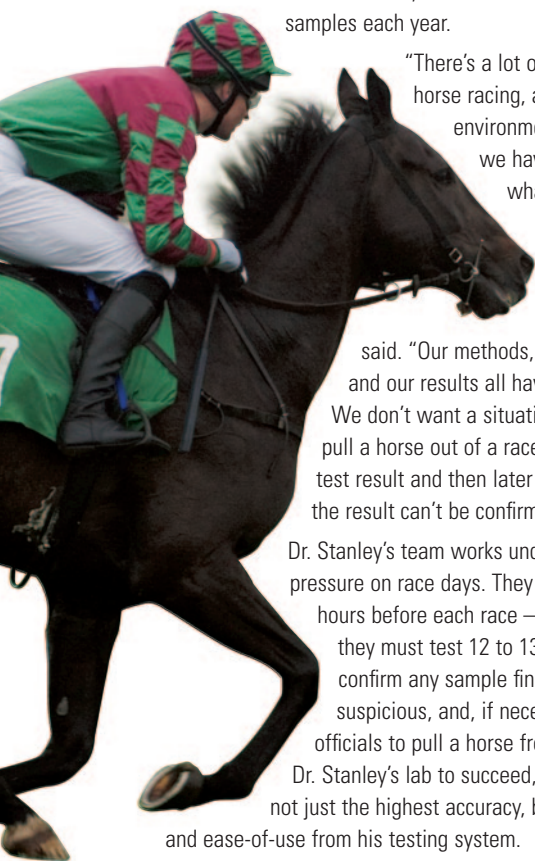 samples each year.
“There’s a lot o
horse racing, a
environme
we hav
wha
said. “Our methods,
and our results all hav
We don’t want a situati
pull a horse out of a race
test result and then later
the result can’t be confirm
Dr. Stanley’s team works und
pressure on race days. They
hours before each race –
they must test 12 to 13
confirm any sample fin
suspicious, and, if nece
officials to pull a horse fro
Dr. Stanley’s lab to succeed,
not just the highest accuracy, b
and ease-of-use from his testing system.